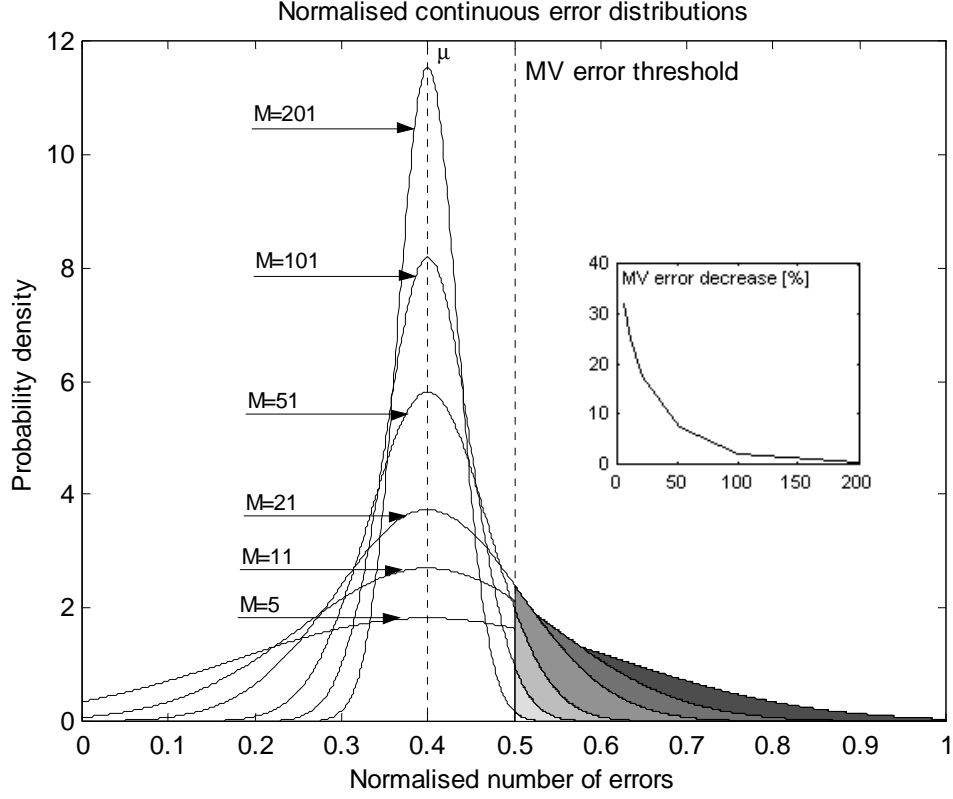 Normalised continuous error distributions
12
10
8
6
4
2
0
Probability density
μ
MV error threshold
M=201
M=101
M=51
M=21
M=11
M=5
MV error decrease [%]
40
30
20
10
0
0 50 100 150 200
0 0.1 0.2 0.3 0.4 0.5 0.6 0.7 0.8 0.9 1
Normalised number of errors